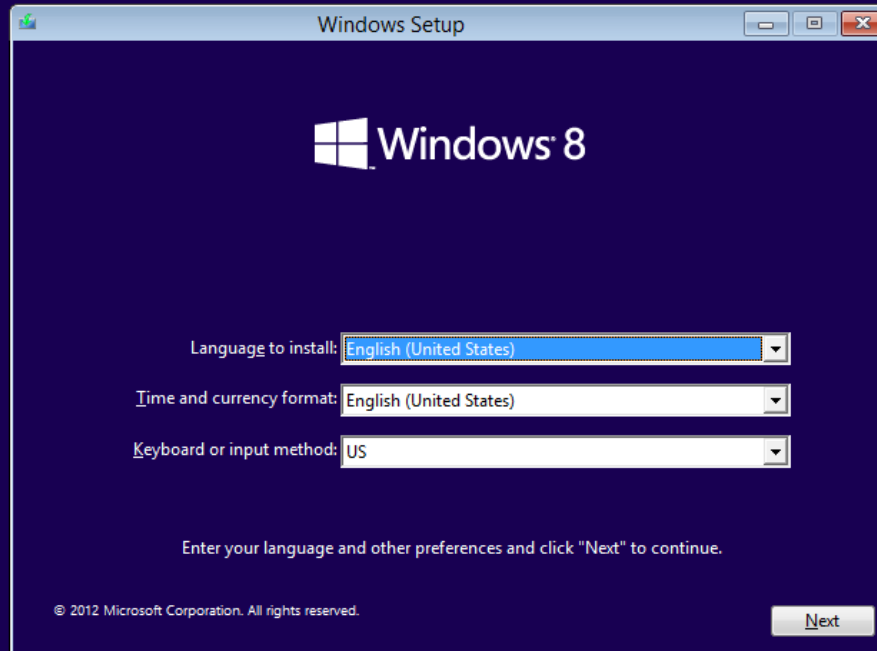 Windows Setup
Windows 8
Language to install: English (United States)
Time and currency format: English (United States)
Keyboard or input method: US
Enter your language and other preferences and click "Next" to continue.
© 2012 Microsoft Corporation. All rights reserved.
Next